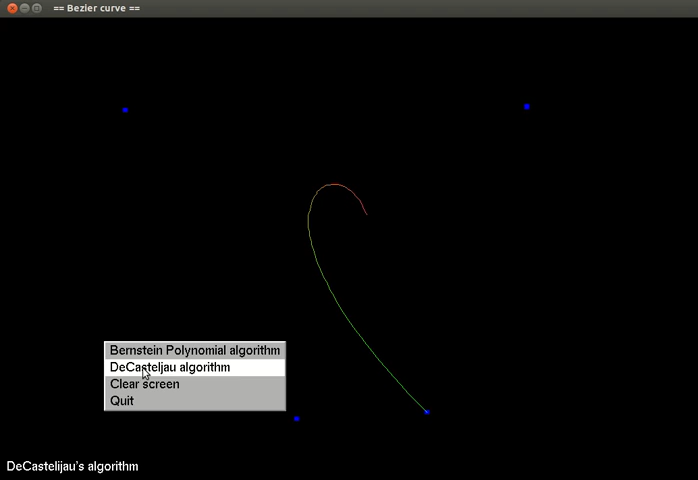 == Bezier curve ==
Bernstein Polynomial algorithm
DeCasteljau algorithm
Clear screen
Quit
DeCastelijau's algorithm